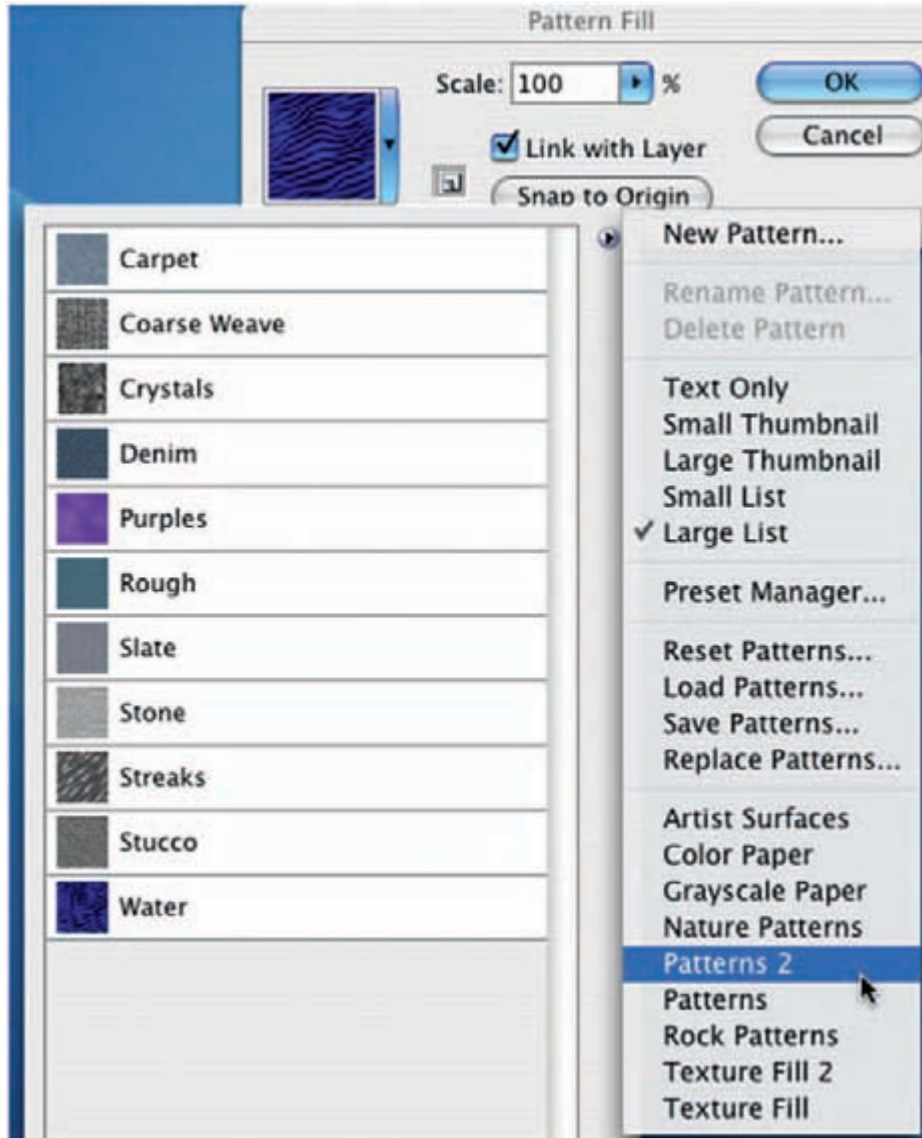 Pattern Fill
Scale: 100 %
OK
Link with Layer
Cancel
Snap to Origin
Carpet
Coarse Weave
Crystals
Denim
Purples
Rough
Slate
Stone
Streaks
Stucco
Water
New Pattern...
Rename Pattern...
Delete Pattern
Text Only
Small Thumbnail
Large Thumbnail
Small List
✓ Large List
Preset Manager...
Reset Patterns...
Load Patterns...
Save Patterns...
Replace Patterns...
Artist Surfaces
Color Paper
Grayscale Paper
Nature Patterns
Patterns 2
Patterns
Rock Patterns
Texture Fill 2
Texture Fill